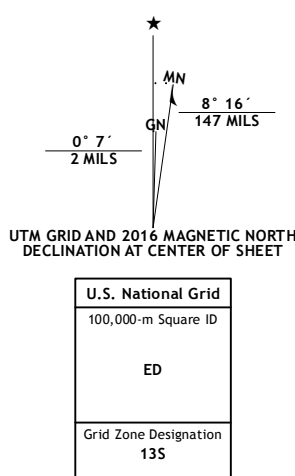 ★
MN
GN
8° 16´
147 MILS
0° 7´
2 MILS
UTM GRID AND 2016 MAGNETIC NORTH
DECLINATION AT CENTER OF SHEET
U.S. National Grid
100,000-m Square ID
ED
Grid Zone Designation
13S